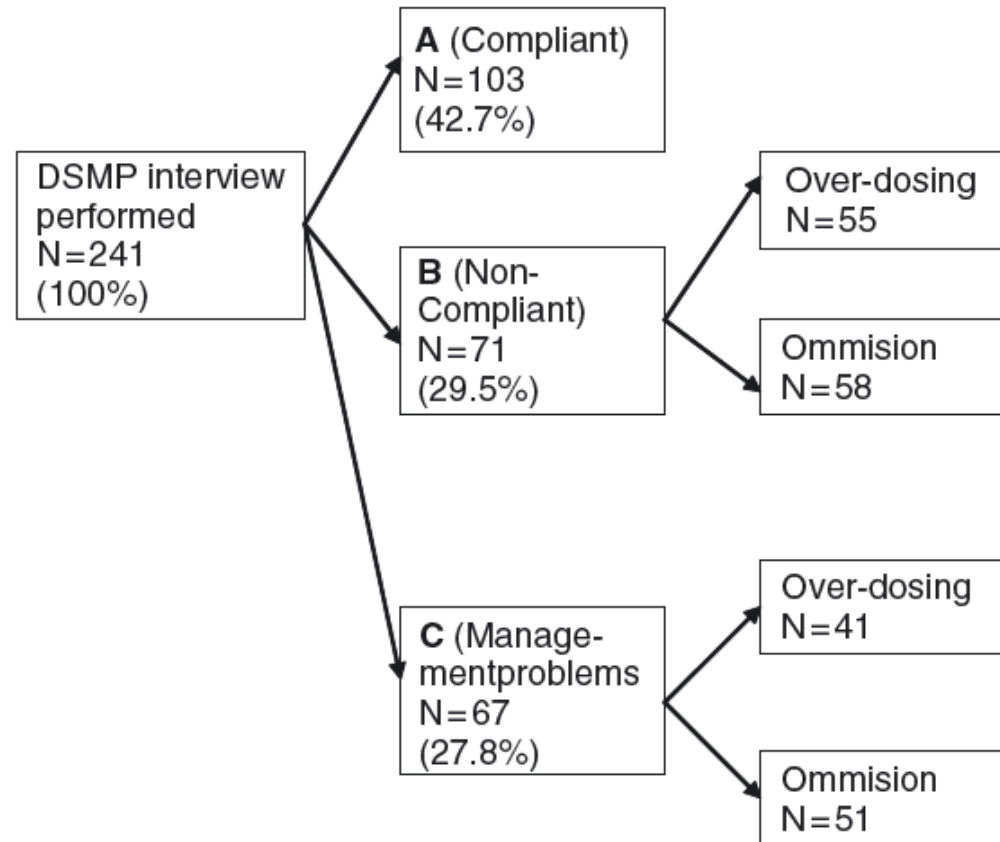 DSMP interview
performed
N=241
(100%)
A (Compliant)
N=103
(42.7%)
B (Non-
Compliant)
N=71
(29.5%)
Over-dosing
N=55
Ommision
N=58
C (Manage-
mentproblems
N=67
(27.8%)
Over-dosing
N=41
Ommision
N=51